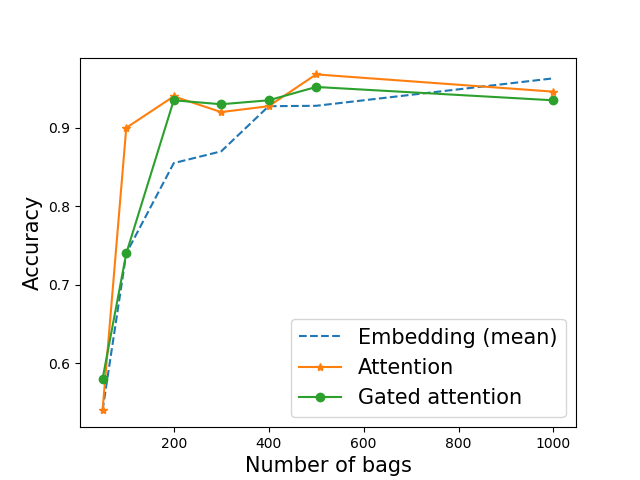 0.9
0.8
0.7
0.6
Accuracy
200
400
600
800
1000
Number of bags
Embedding (mean)
Attention
Gated attention